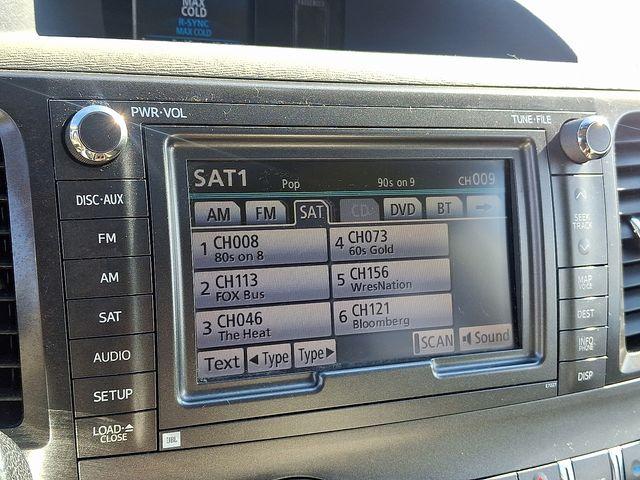 MAX
COLD
R-SYNC
MAX COLD
PASSENGER
PWR·VOL
TUNE·FILE
SAT1 Pop 90s on 9 CH009
AM FM SAT CD DVD BT
1 CH008
80s on 8
4 CH073
60s Gold
2 CH113
FOX Bus
5 CH156
WresNation
3 CH046
The Heat
6 CH121
Bloomberg
SCAN Sound
Text ◀Type Type▶
DISC·AUX
FM
AM
SAT
AUDIO
SETUP
LOAD·⏏
CLOSE
SEEK
TRACK
MAP
VOICE
DEST
INFO
PHONE
DISP
JBL